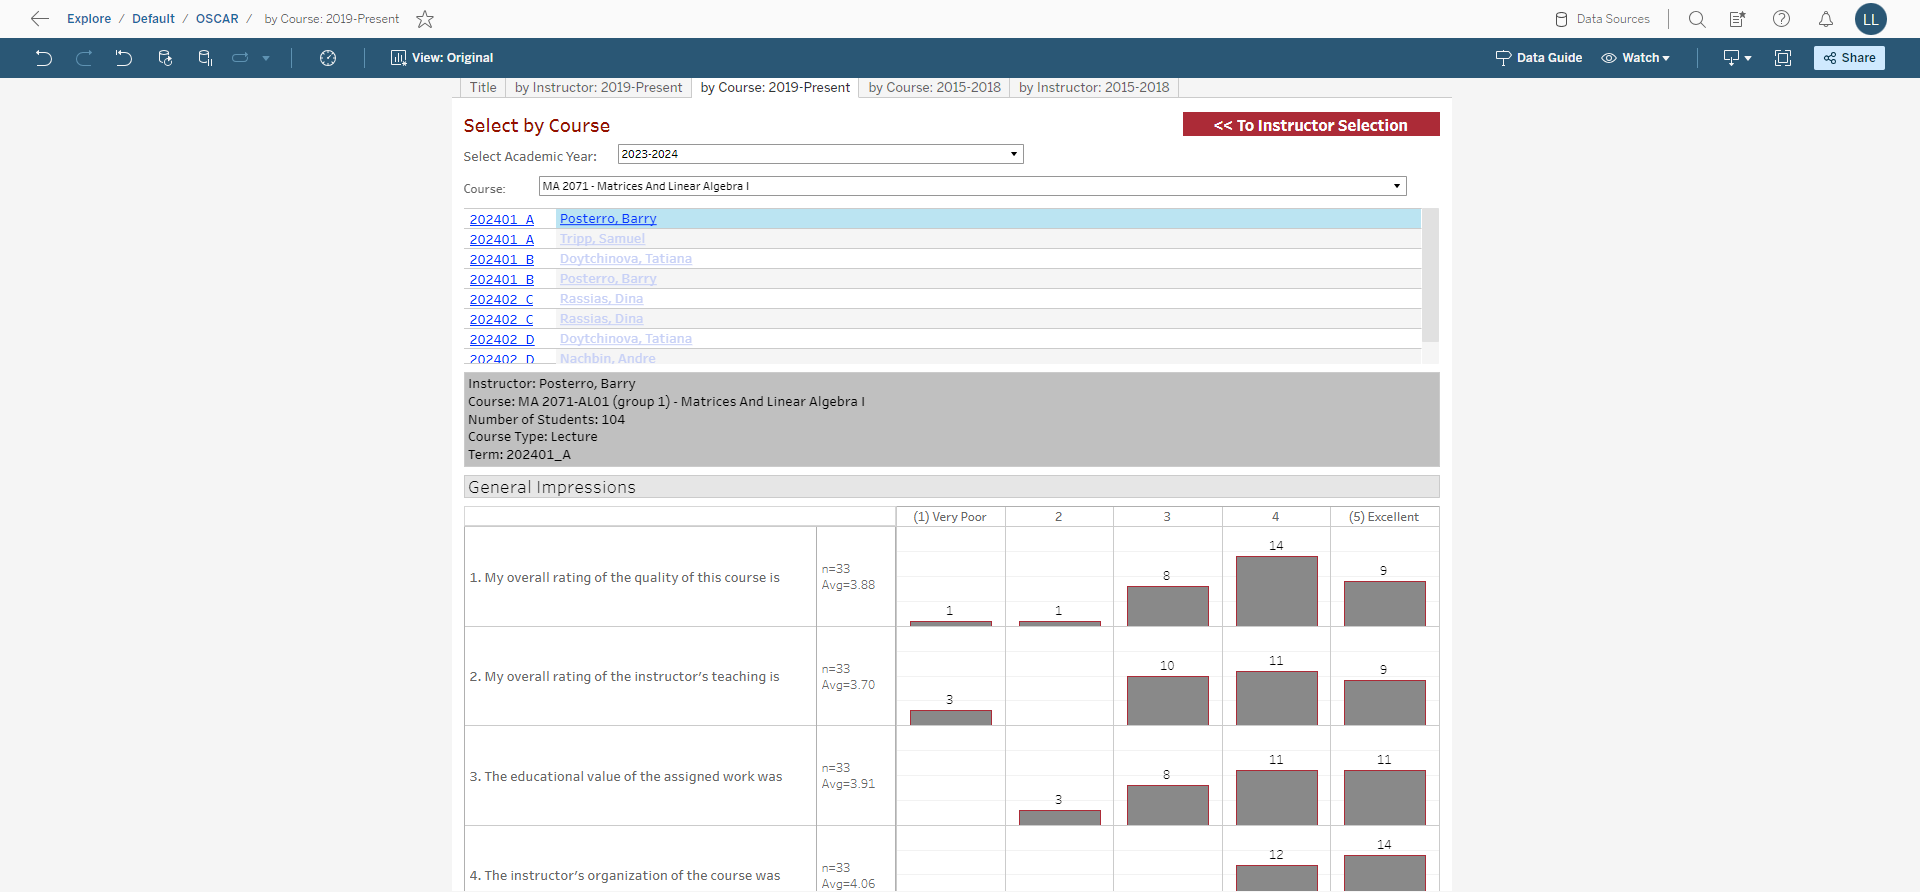 Explore / Default / OSCAR / by Course: 2019-Present
Data Sources
LL
View: Original
Data Guide
Watch
Share
Title
by Instructor: 2019-Present
by Course: 2019-Present
by Course: 2015-2018
by Instructor: 2015-2018
Select by Course
<< To Instructor Selection
Select Academic Year: 2023-2024
Course: MA 2071 - Matrices And Linear Algebra I
202401_A Posterro, Barry
202401_A Tripp, Samuel
202401_B Doytchinova, Tatiana
202401_B Posterro, Barry
202402_C Rassias, Dina
202402_C Rassias, Dina
202402_D Doytchinova, Tatiana
202402_D Nachbin, Andre
Instructor: Posterro, Barry
Course: MA 2071-AL01 (group 1) - Matrices And Linear Algebra I
Number of Students: 104
Course Type: Lecture
Term: 202401_A
General Impressions
(1) Very Poor 2 3 4 (5) Excellent
1. My overall rating of the quality of this course is
n=33
Avg=3.88
1 1 8 14 9
2. My overall rating of the instructor's teaching is
n=33
Avg=3.70
3 10 11 9
3. The educational value of the assigned work was
n=33
Avg=3.91
3 8 11 11
4. The instructor's organization of the course was
n=33
Avg=4.06
12 14